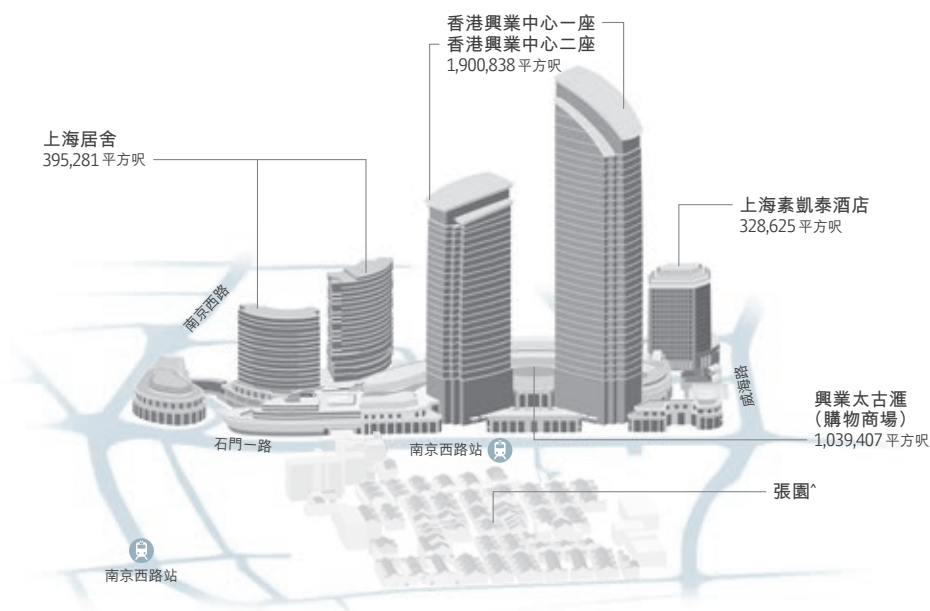 香港興業中心一座
香港興業中心二座
1,900,838 平方呎
上海居舍
395,281 平方呎
上海素凱泰酒店
328,625 平方呎
南京西路
威海路
興業太古滙
(購物商場)
1,039,407 平方呎
石門一路
南京西路站
張園^
南京西路站